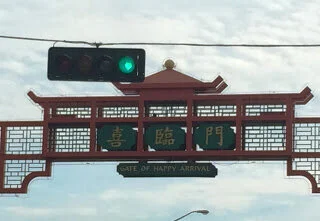 喜臨門
GATE OF HAPPY ARRIVAL